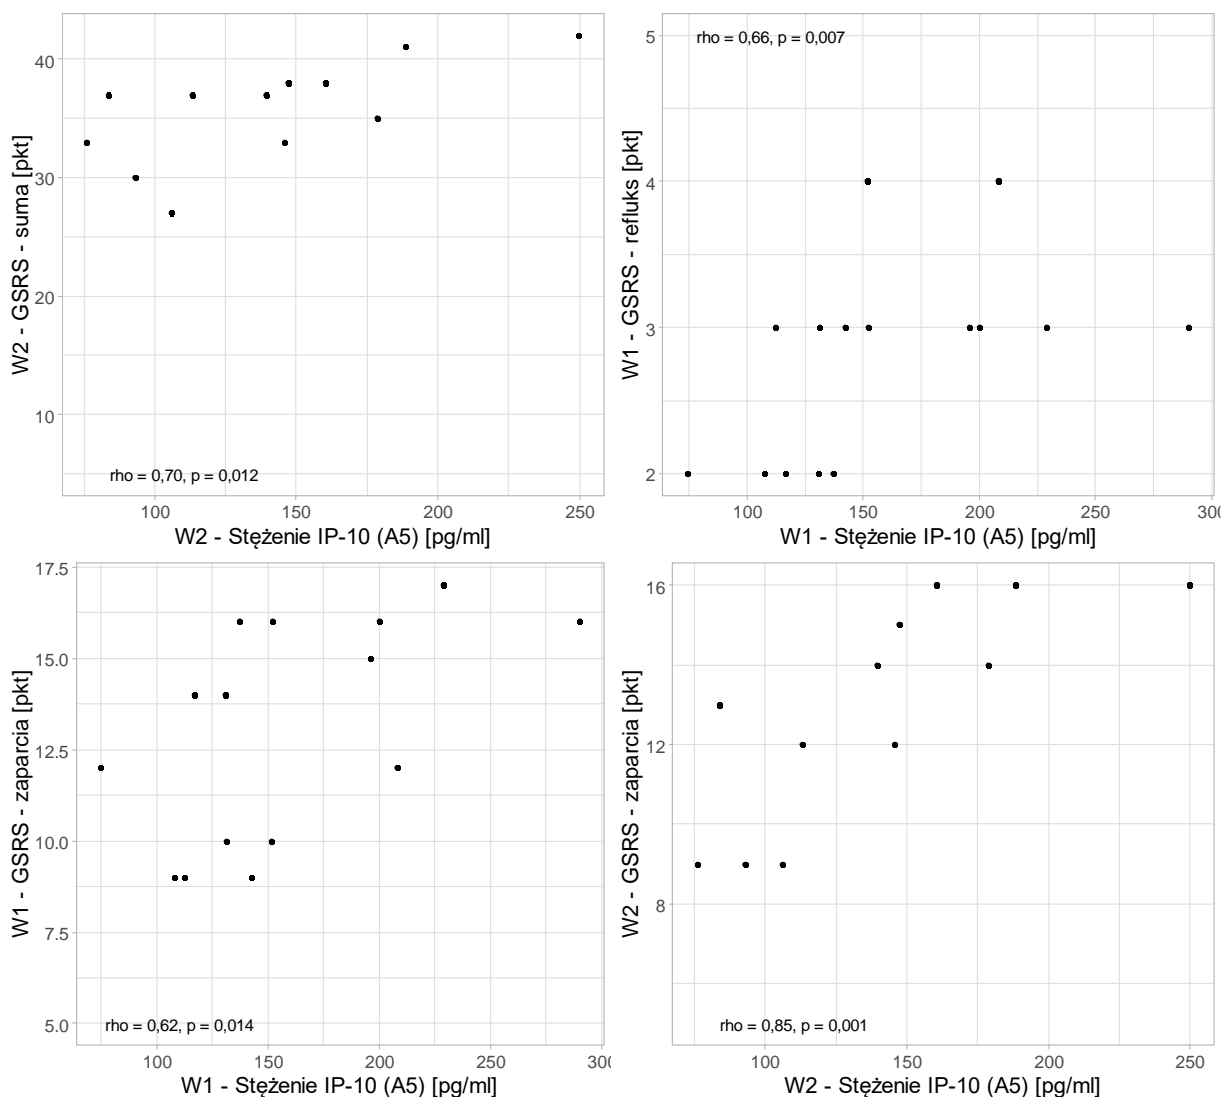 W2 - GSRS - suma [pkt]
40
30
20
10
rho = 0,70, p = 0,012
100 150 200 250
W2 - Stężenie IP-10 (A5) [pg/ml]
W1 - GSRS - refluks [pkt]
5
4
3
2
rho = 0,66, p = 0,007
100 150 200 250 300
W1 - Stężenie IP-10 (A5) [pg/ml]
W1 - GSRS - zaparcia [pkt]
17.5
15.0
12.5
10.0
7.5
5.0
rho = 0,62, p = 0,014
100 150 200 250 300
W1 - Stężenie IP-10 (A5) [pg/ml]
W2 - GSRS - zaparcia [pkt]
16
12
8
rho = 0,85, p = 0,001
100 150 200 250
W2 - Stężenie IP-10 (A5) [pg/ml]